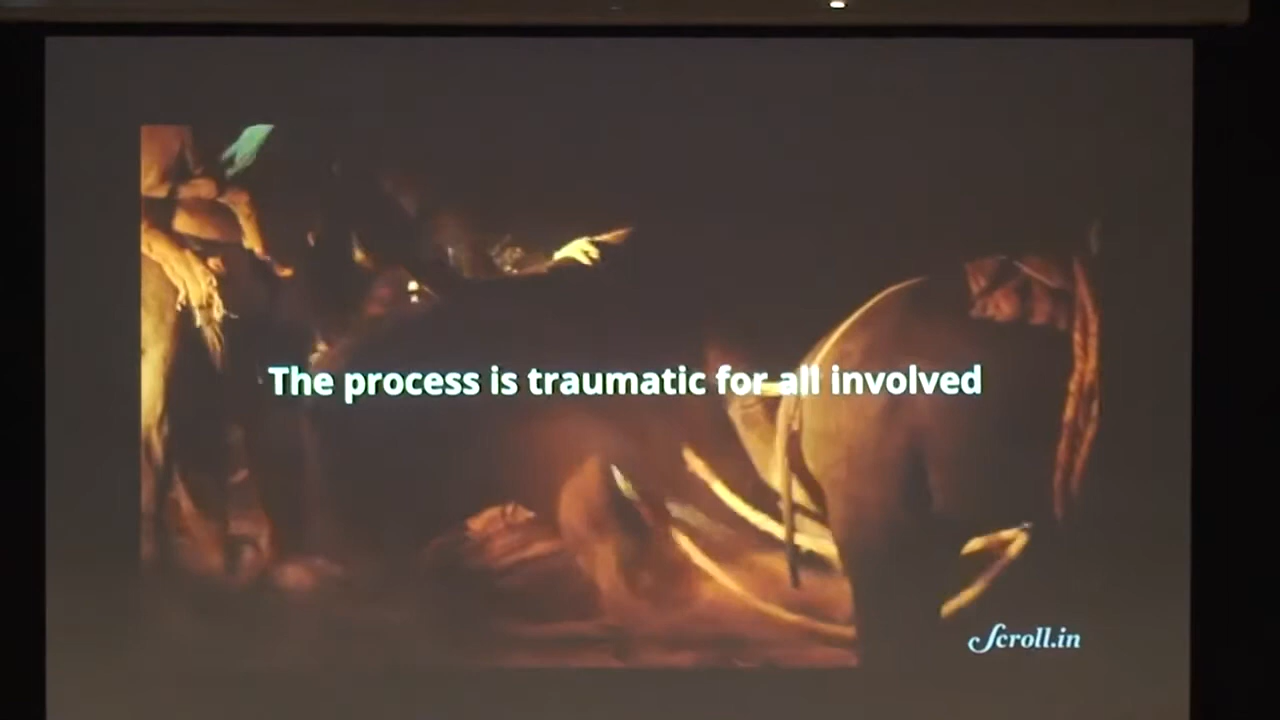 The process is traumatic for all involved
Scroll.in